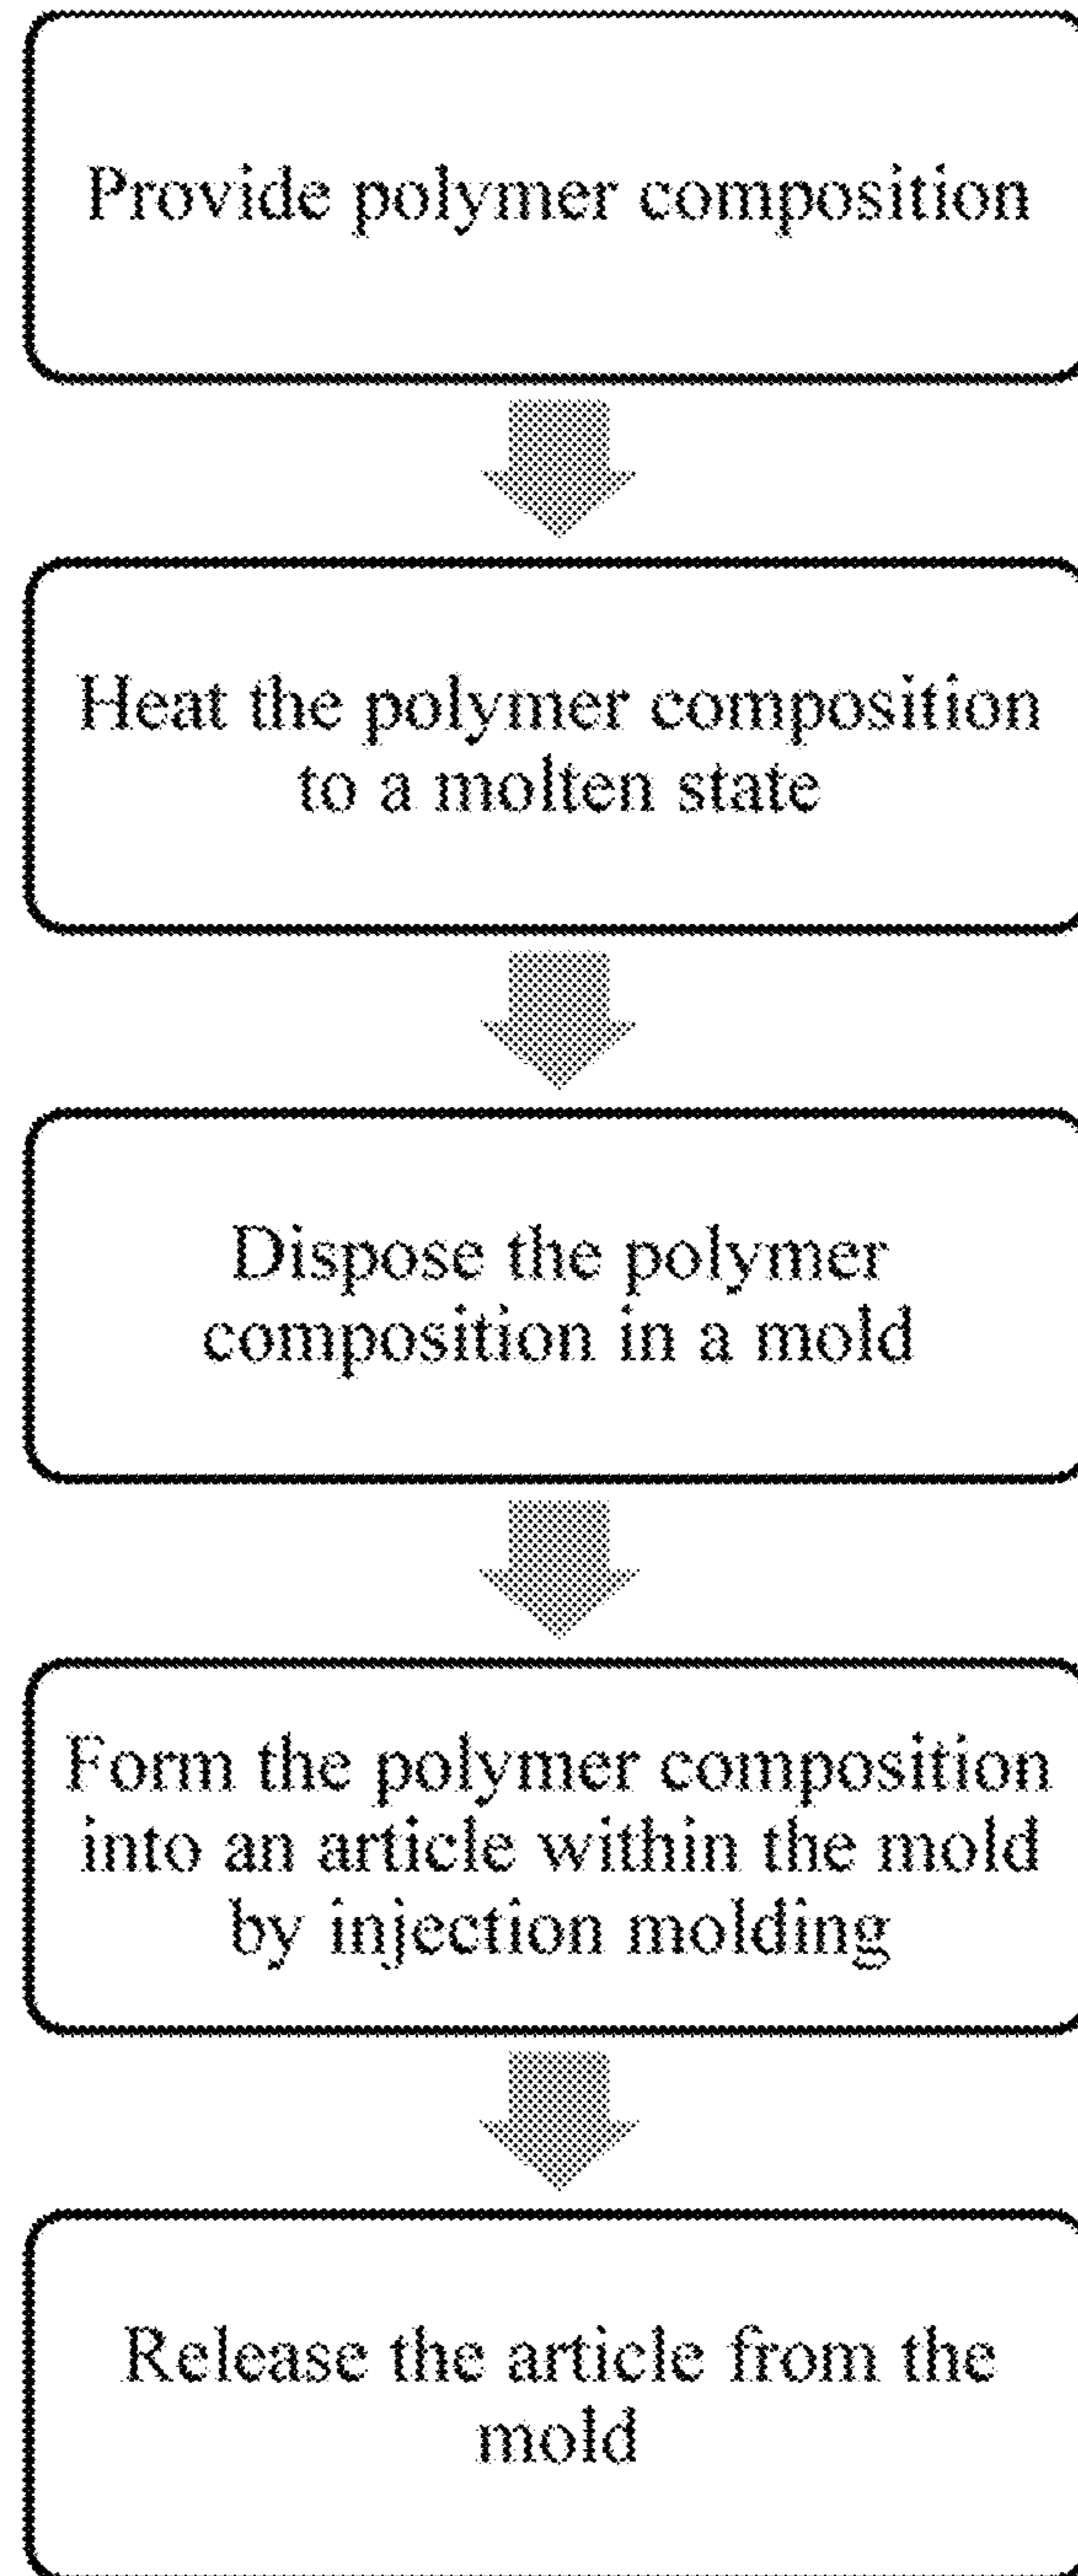 Provide polymer composition
Heat the polymer composition
to a molten state
Dispose the polymer
composition in a mold
Form the polymer composition
into an article within the mold
by injection molding
Release the article from the
mold